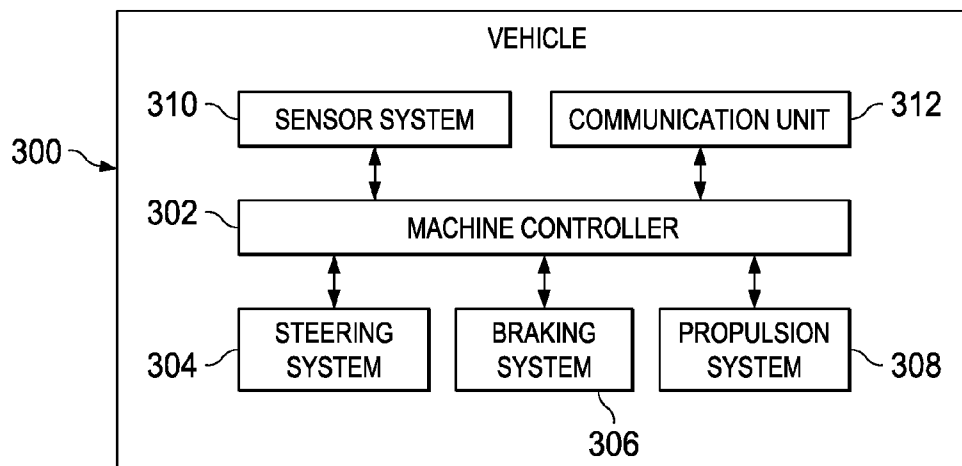 VEHICLE
310
SENSOR SYSTEM
COMMUNICATION UNIT
312
300
302
MACHINE CONTROLLER
304
STEERING
SYSTEM
BRAKING
SYSTEM
306
PROPULSION
SYSTEM
308